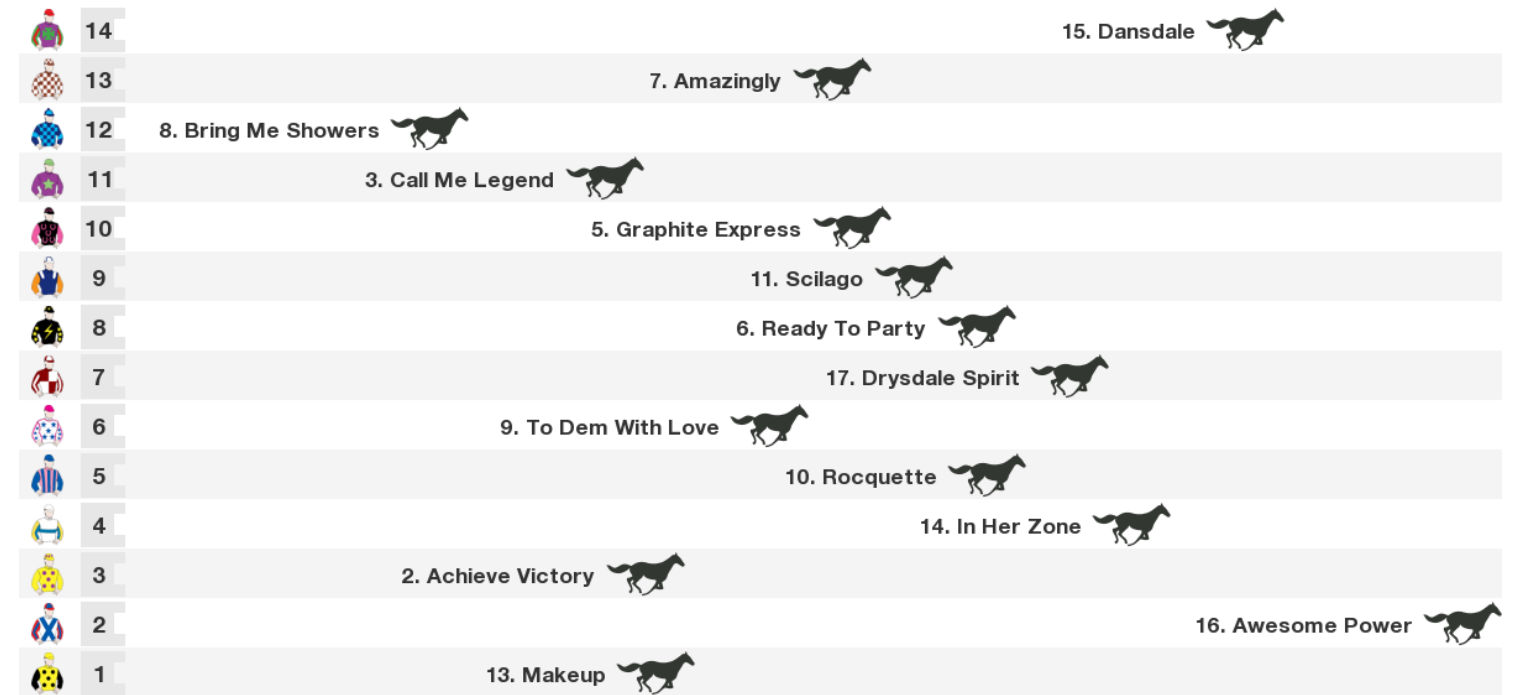 14 15. Dansdale
13 7. Amazingly
12 8. Bring Me Showers
11 3. Call Me Legend
10 5. Graphite Express
9 11. Scilago
8 6. Ready To Party
7 17. Drysdale Spirit
6 9. To Dem With Love
5 10. Rocquette
4 14. In Her Zone
3 2. Achieve Victory
2 16. Awesome Power
1 13. Makeup